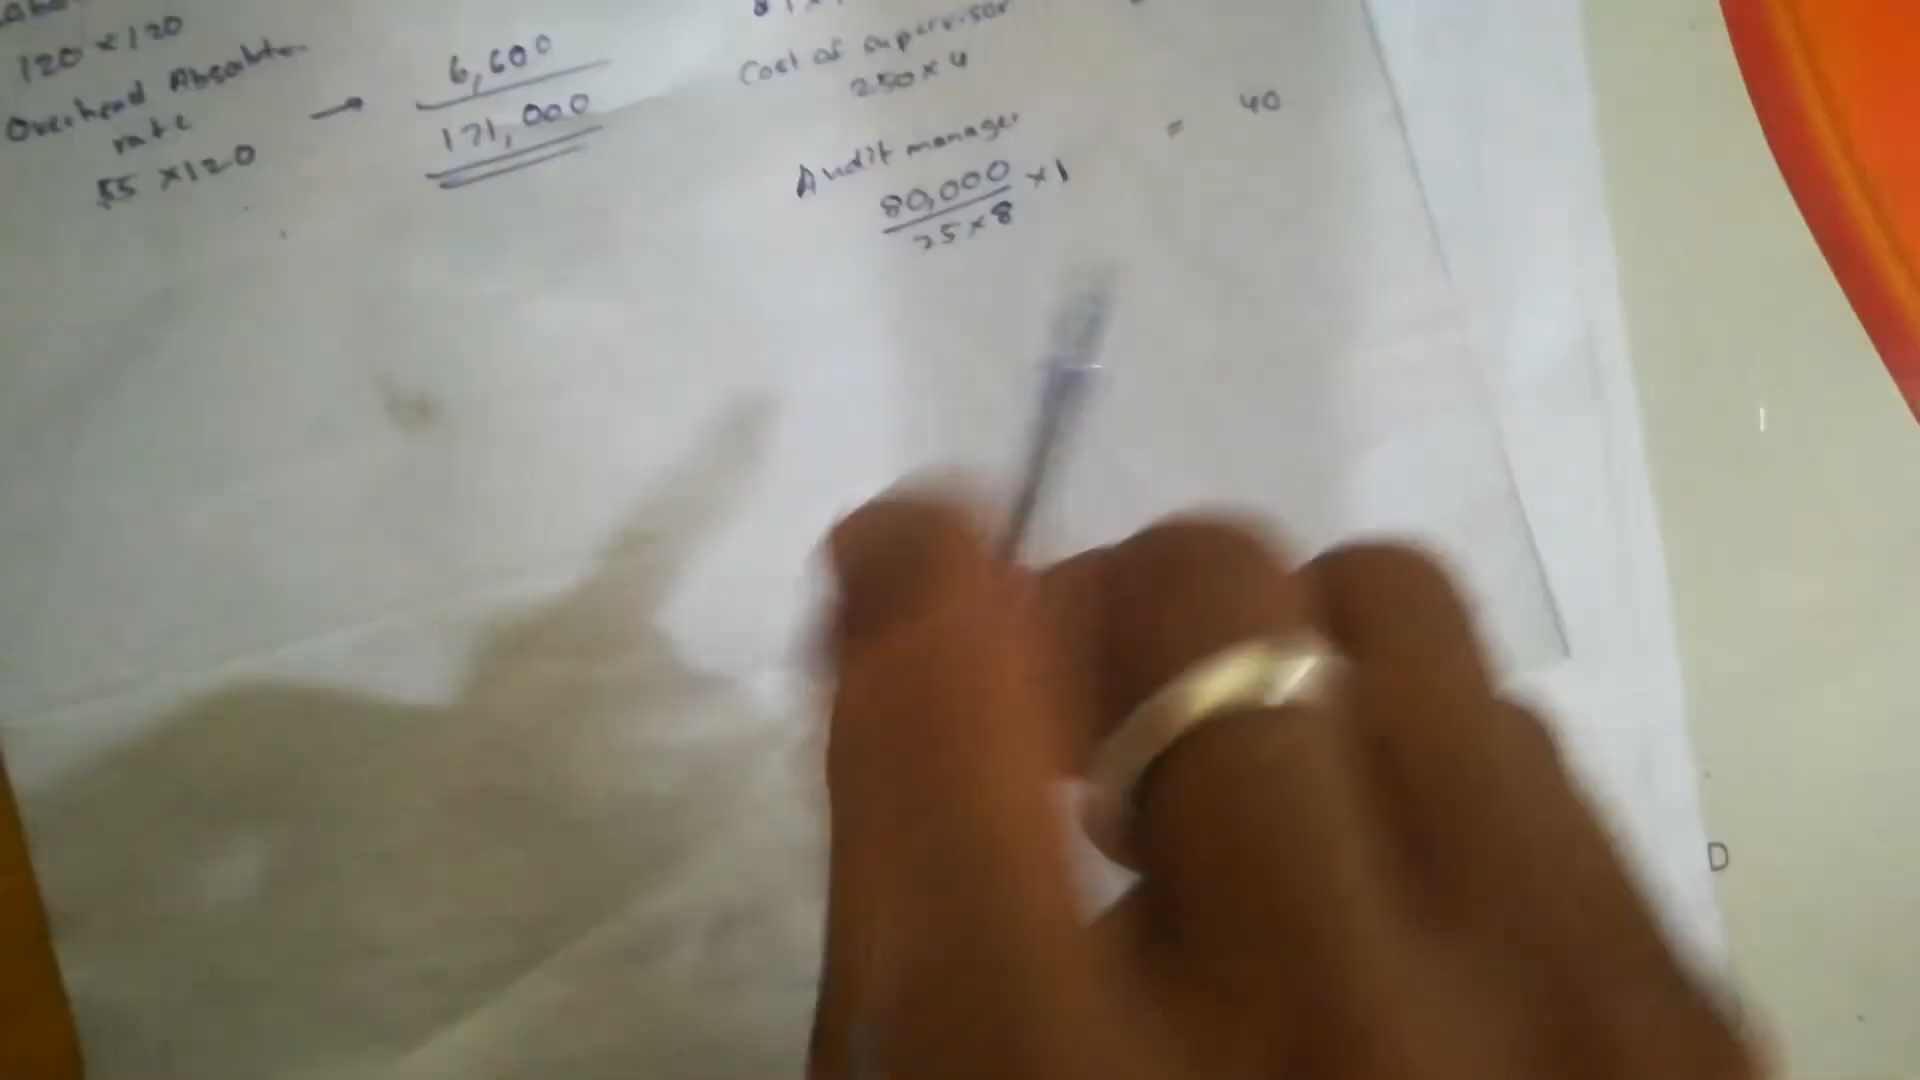 120 × 120
Overhead Absorbtion
rate
55 × 120
→
6,600
171,000
Cost of supervisor
250 × 4
Audit manager
80,000 × 1
25 × 8
= 40
D